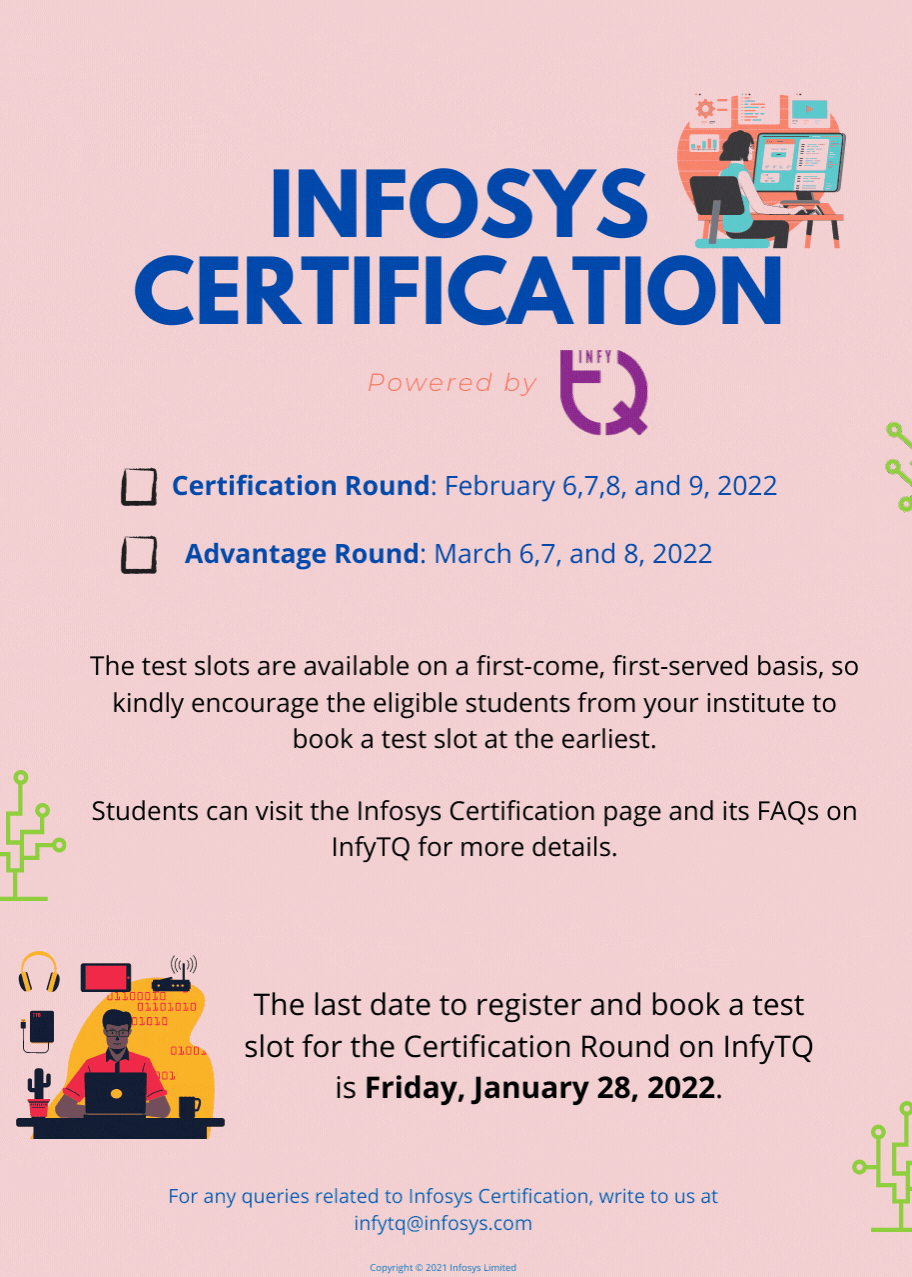 INFOSYS
CERTIFICATION
Powered by
INFY
TQ
Certification Round: February 6,7,8, and 9, 2022
Advantage Round: March 6,7, and 8, 2022
The test slots are available on a first-come, first-served basis, so
kindly encourage the eligible students from your institute to
book a test slot at the earliest.
Students can visit the Infosys Certification page and its FAQs on
InfyTQ for more details.
01100010
01101010
01010
01001
001
The last date to register and book a test
slot for the Certification Round on InfyTQ
is Friday, January 28, 2022.
For any queries related to Infosys Certification, write to us at
infytq@infosys.com
Copyright © 2021 Infosys Limited